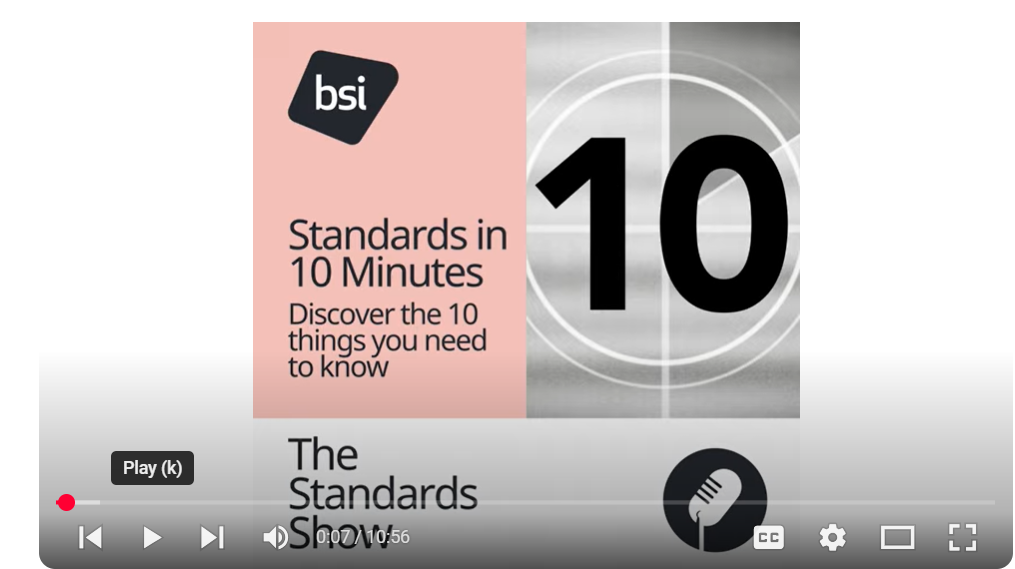 bsi
10
Standards in
10 Minutes
Discover the 10
things you need
to know
The
Standards
Show
Play (k)
0:07 / 10:56
CC